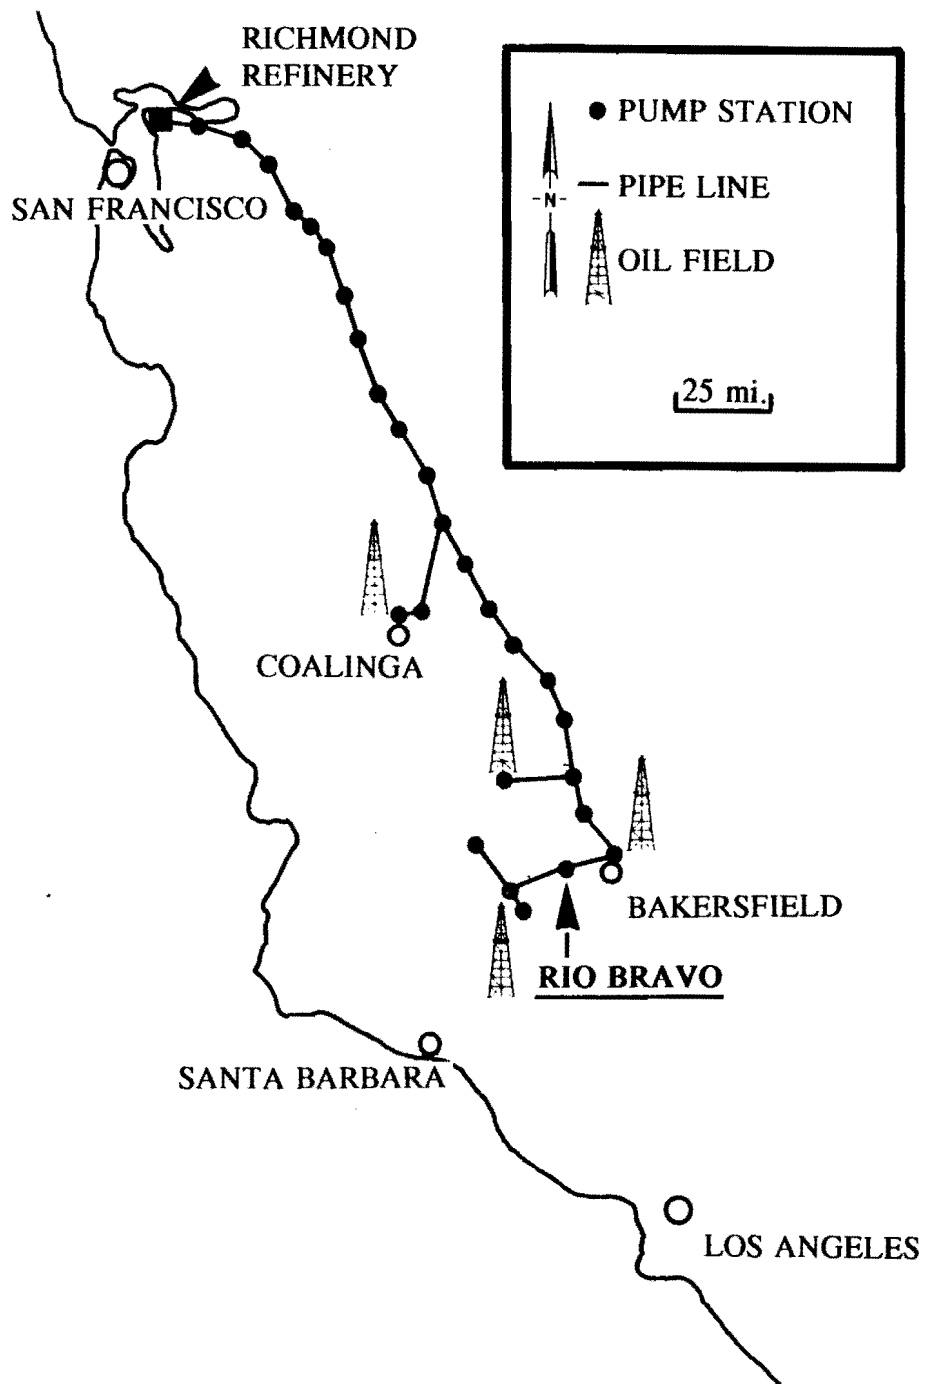 RICHMOND
REFINERY
PUMP STATION
-N-
PIPE LINE
SAN FRANCISCO
OIL FIELD
25 mi.
COALINGA
BAKERSFIELD
RIO BRAVO
SANTA BARBARA
LOS ANGELES